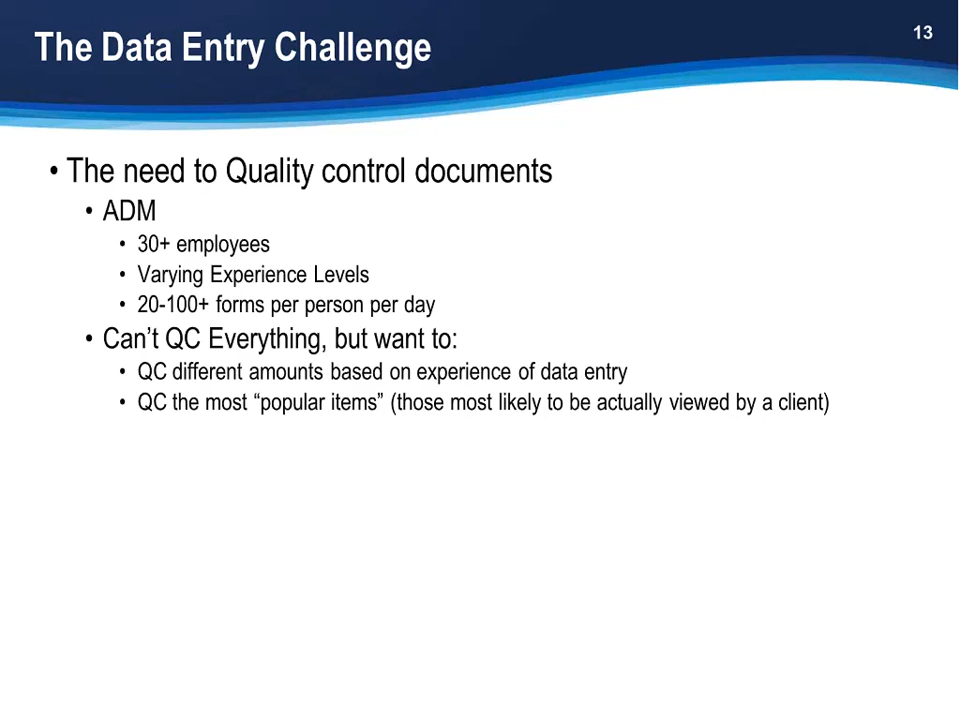 The Data Entry Challenge
13
• The need to Quality control documents
• ADM
• 30+ employees
• Varying Experience Levels
• 20-100+ forms per person per day
• Can’t QC Everything, but want to:
• QC different amounts based on experience of data entry
• QC the most “popular items” (those most likely to be actually viewed by a client)